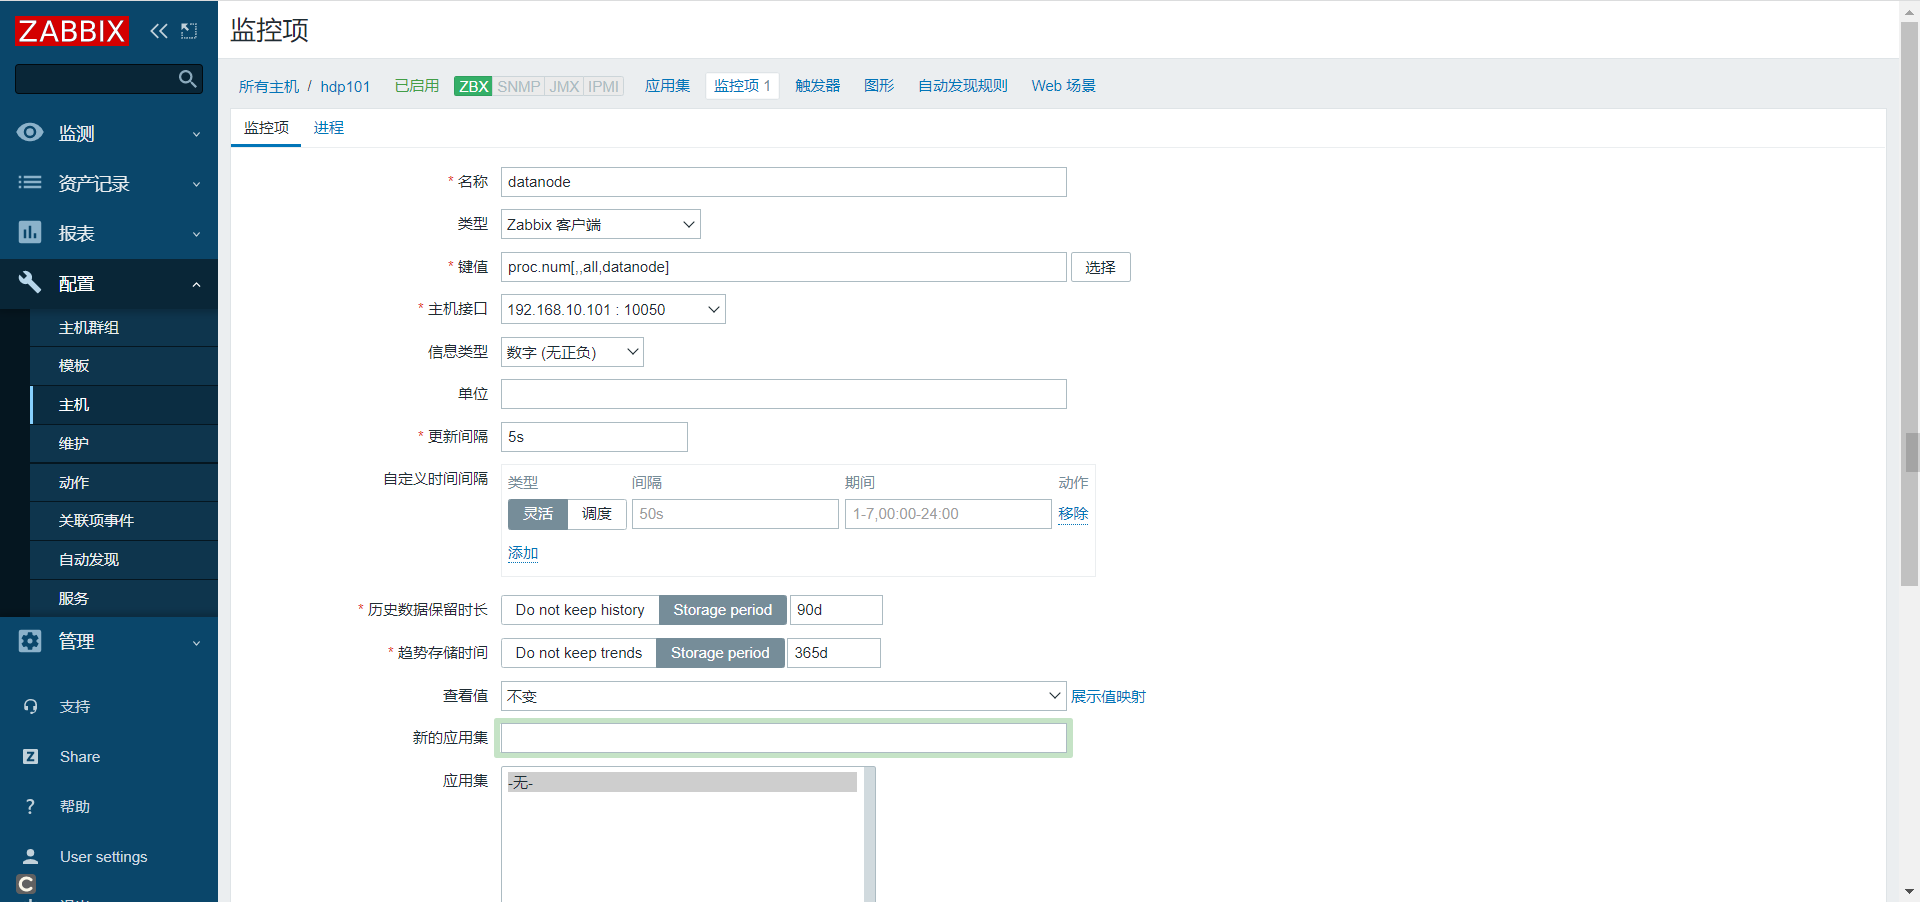 ZABBIX
监测
资产记录
报表
配置
主机群组
模板
主机
维护
动作
关联项事件
自动发现
服务
管理
支持
Share
帮助
User settings
监控项
所有主机 / hdp101 已启用 ZBX SNMP JMX IPMI 应用集 监控项 1 触发器 图形 自动发现规则 Web 场景
监控项 进程
* 名称 datanode
类型 Zabbix 客户端
* 键值 proc.num[,,all,datanode] 选择
* 主机接口 192.168.10.101 : 10050
信息类型 数字 (无正负)
单位
* 更新间隔 5s
自定义时间间隔 类型 间隔 期间 动作
灵活 调度 50s 1-7,00:00-24:00 移除
添加
* 历史数据保留时长 Do not keep history Storage period 90d
* 趋势存储时间 Do not keep trends Storage period 365d
查看值 不变 展示值映射
新的应用集
应用集 -无-